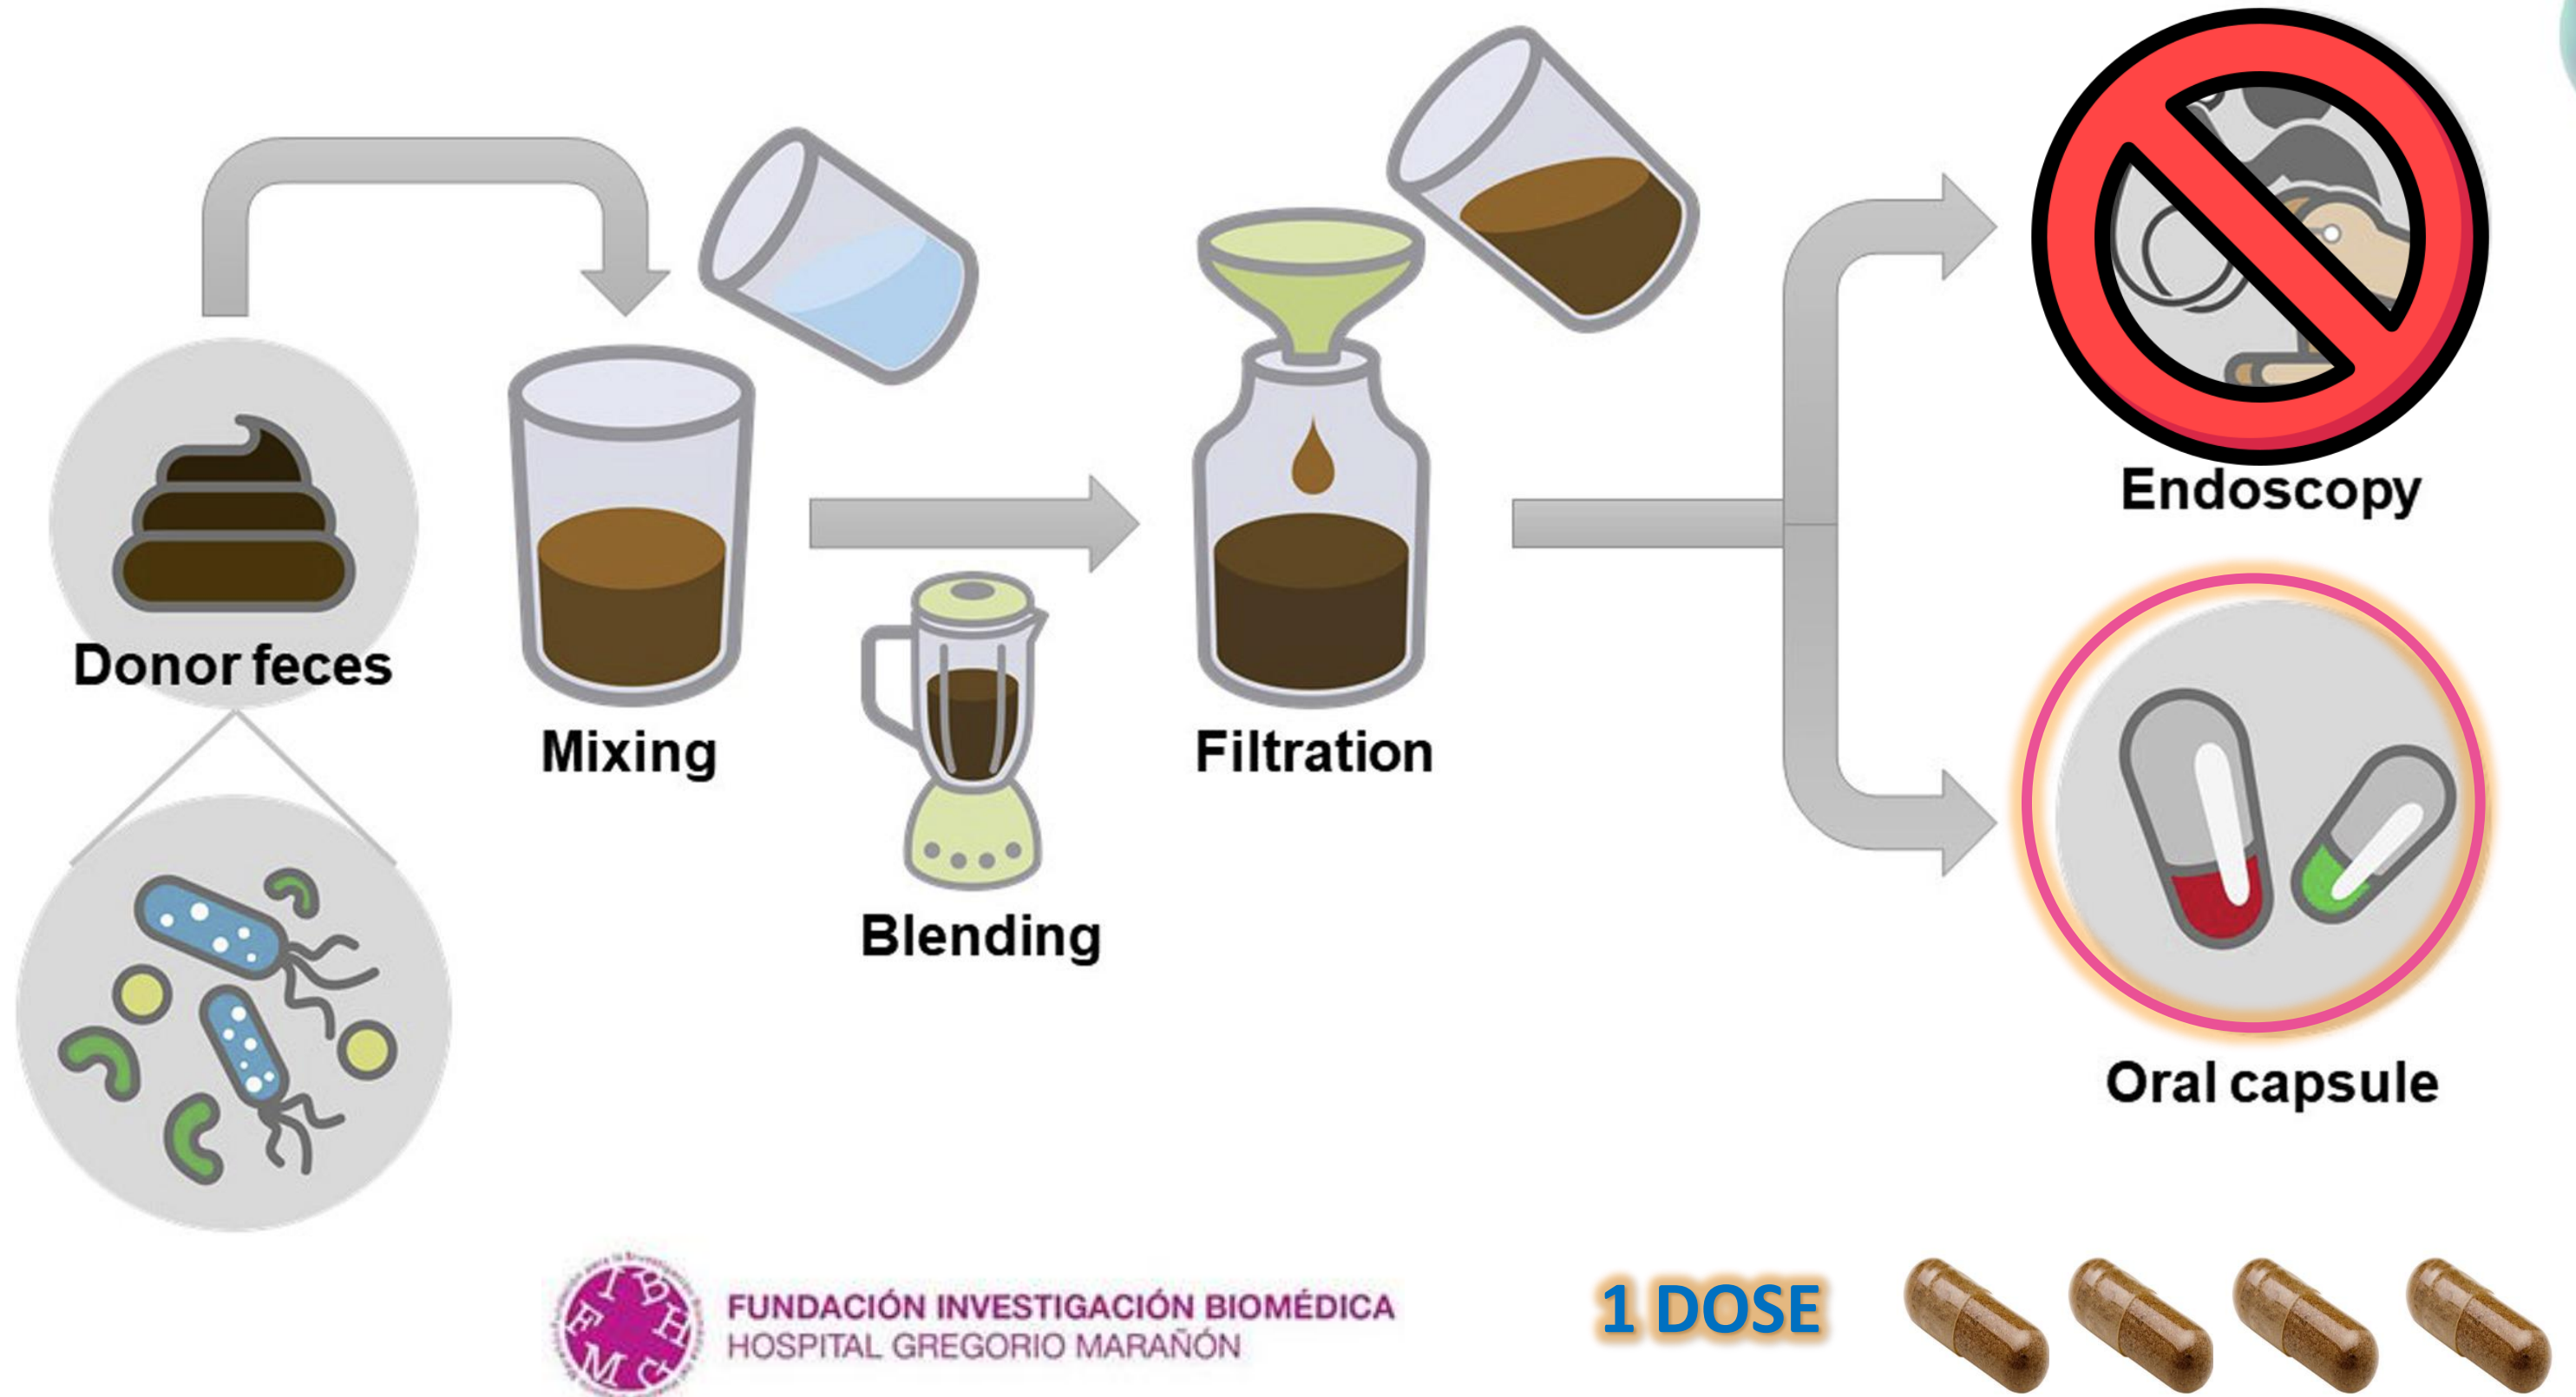 Donor feces
Mixing
Blending
Filtration
Endoscopy
Oral capsule
FUNDACIÓN INVESTIGACIÓN BIOMÉDICA
HOSPITAL GREGORIO MARAÑÓN
1 DOSE